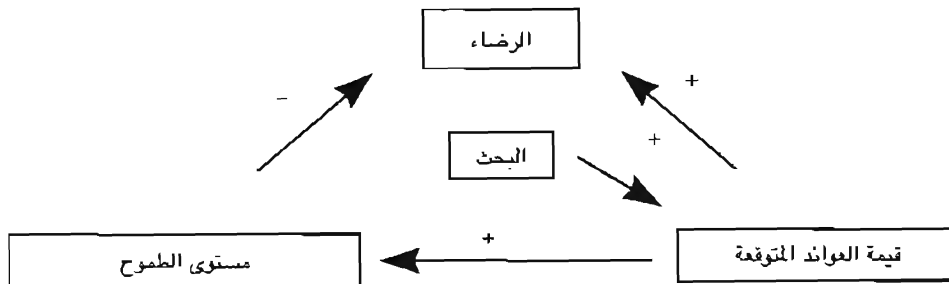 الرضاء
−
+
البحث
+
+
مستوى الطموح
قيمة العوائد المتوقعة